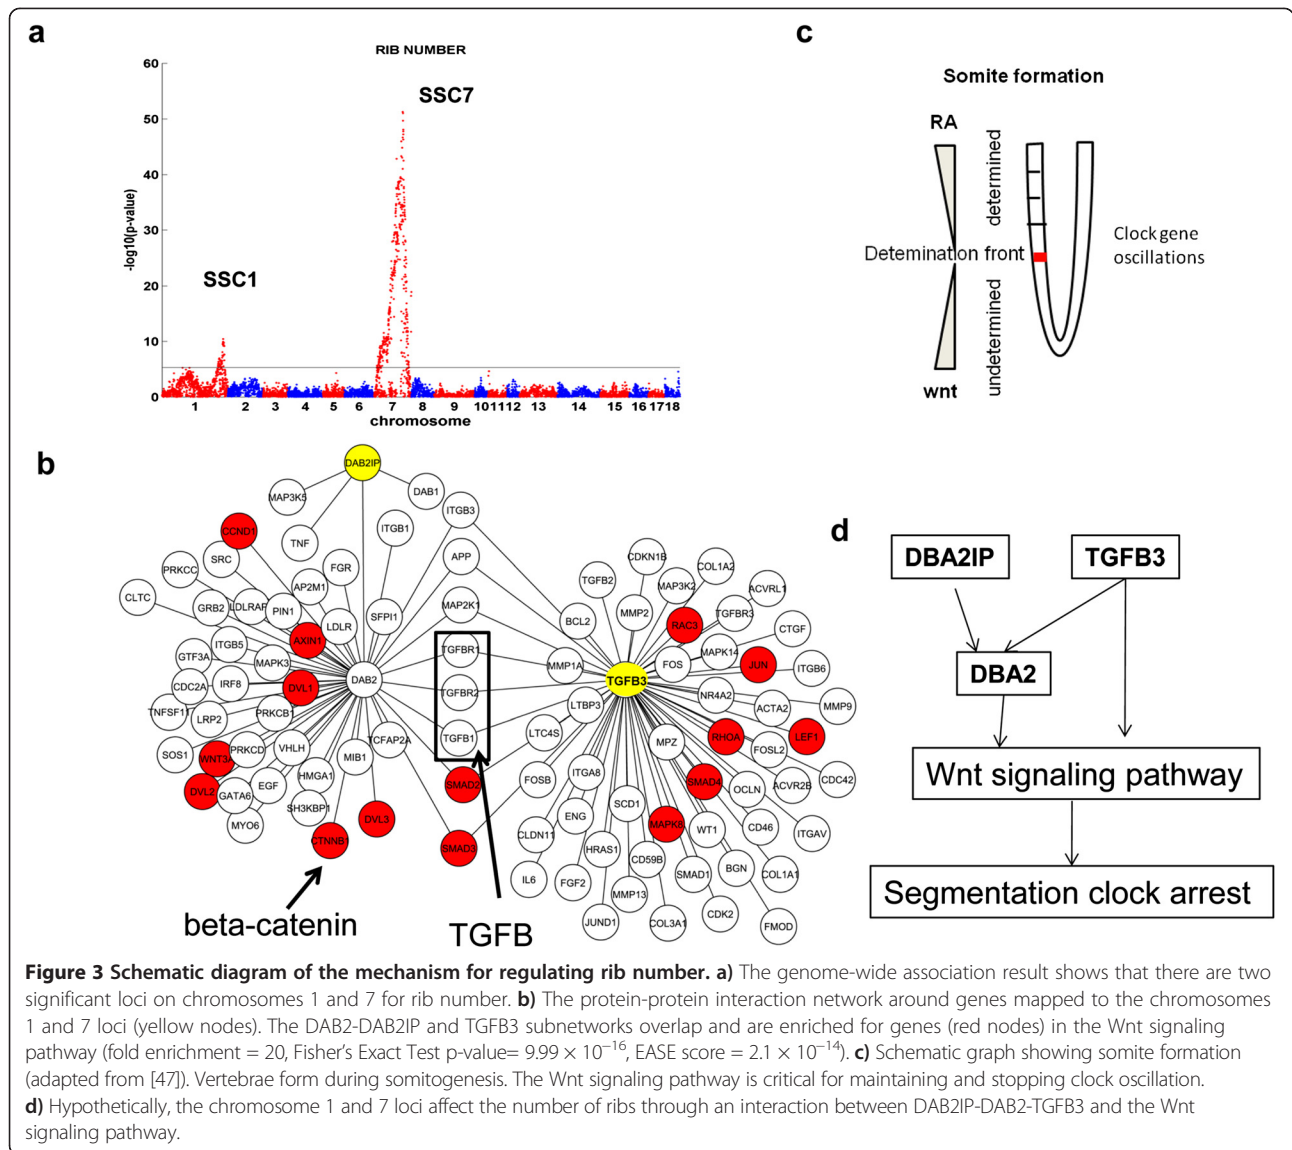 a
RIB NUMBER
60
50
40
30
20
10
0
-log10(p-value)
SSC1
SSC7
1 2 3 4 5 6 7 8 9 10 11 12 13 14 15 16 17 18
chromosome
c
Somite formation
RA
determined
Detemination front
undetermined
wnt
Clock gene
oscillations
b
DAB2IP
MAP3K5
DAB1
ITGB3
CCND1
TNF
ITGB1
SRC
PRKCC
FGR
APP
CLTC
AP2M1
GRB2
LDLRAP
PIN1
SFPI1
MAP2K1
LDLR
AXIN1
ITGB5
GTF3A
MAPK3
TGFBR1
CDC2A
IRF8
DVL1
DAB2
TGFBR2
TNFSF11
LRP2
PRKCB1
TCFAP2A
TGFB1
SOS1
WNT3A
PRKCD
VHLH
MIB1
DVL2
GATA6
EGF
HMGA1
SMAD2
SH3KBP1
MYO6
CTNNB1
DVL3
SMAD3
CDKN1B
COL1A2
TGFB2
MAP3K2
ACVRL1
BCL2
MMP2
RAC3
TGFBR3
CTGF
MMP1A
FOS
MAPK14
JUN
ITGB6
TGFB3
NR4A2
ACTA2
MMP9
LTBP3
LTC4S
MPZ
RHOA
FOSL2
LEF1
FOSB
ITGA8
SMAD4
OCLN
ACVR2B
CDC42
SCD1
CLDN11
ENG
MAPK8
WT1
CD46
ITGAV
HRAS1
CD59B
IL6
FGF2
MMP13
SMAD1
BGN
COL1A1
JUND1
COL3A1
CDK2
FMOD
beta-catenin
TGFB
d
DBA2IP
TGFB3
DBA2
Wnt signaling pathway
Segmentation clock arrest
Figure 3 Schematic diagram of the mechanism for regulating rib number. a) The genome-wide association result shows that there are two
significant loci on chromosomes 1 and 7 for rib number. b) The protein-protein interaction network around genes mapped to the chromosomes
1 and 7 loci (yellow nodes). The DAB2-DAB2IP and TGFB3 subnetworks overlap and are enriched for genes (red nodes) in the Wnt signaling
pathway (fold enrichment = 20, Fisher's Exact Test p-value= 9.99 × 10⁻¹⁶, EASE score = 2.1 × 10⁻¹⁴). c) Schematic graph showing somite formation
(adapted from [47]). Vertebrae form during somitogenesis. The Wnt signaling pathway is critical for maintaining and stopping clock oscillation.
d) Hypothetically, the chromosome 1 and 7 loci affect the number of ribs through an interaction between DAB2IP-DAB2-TGFB3 and the Wnt
signaling pathway.